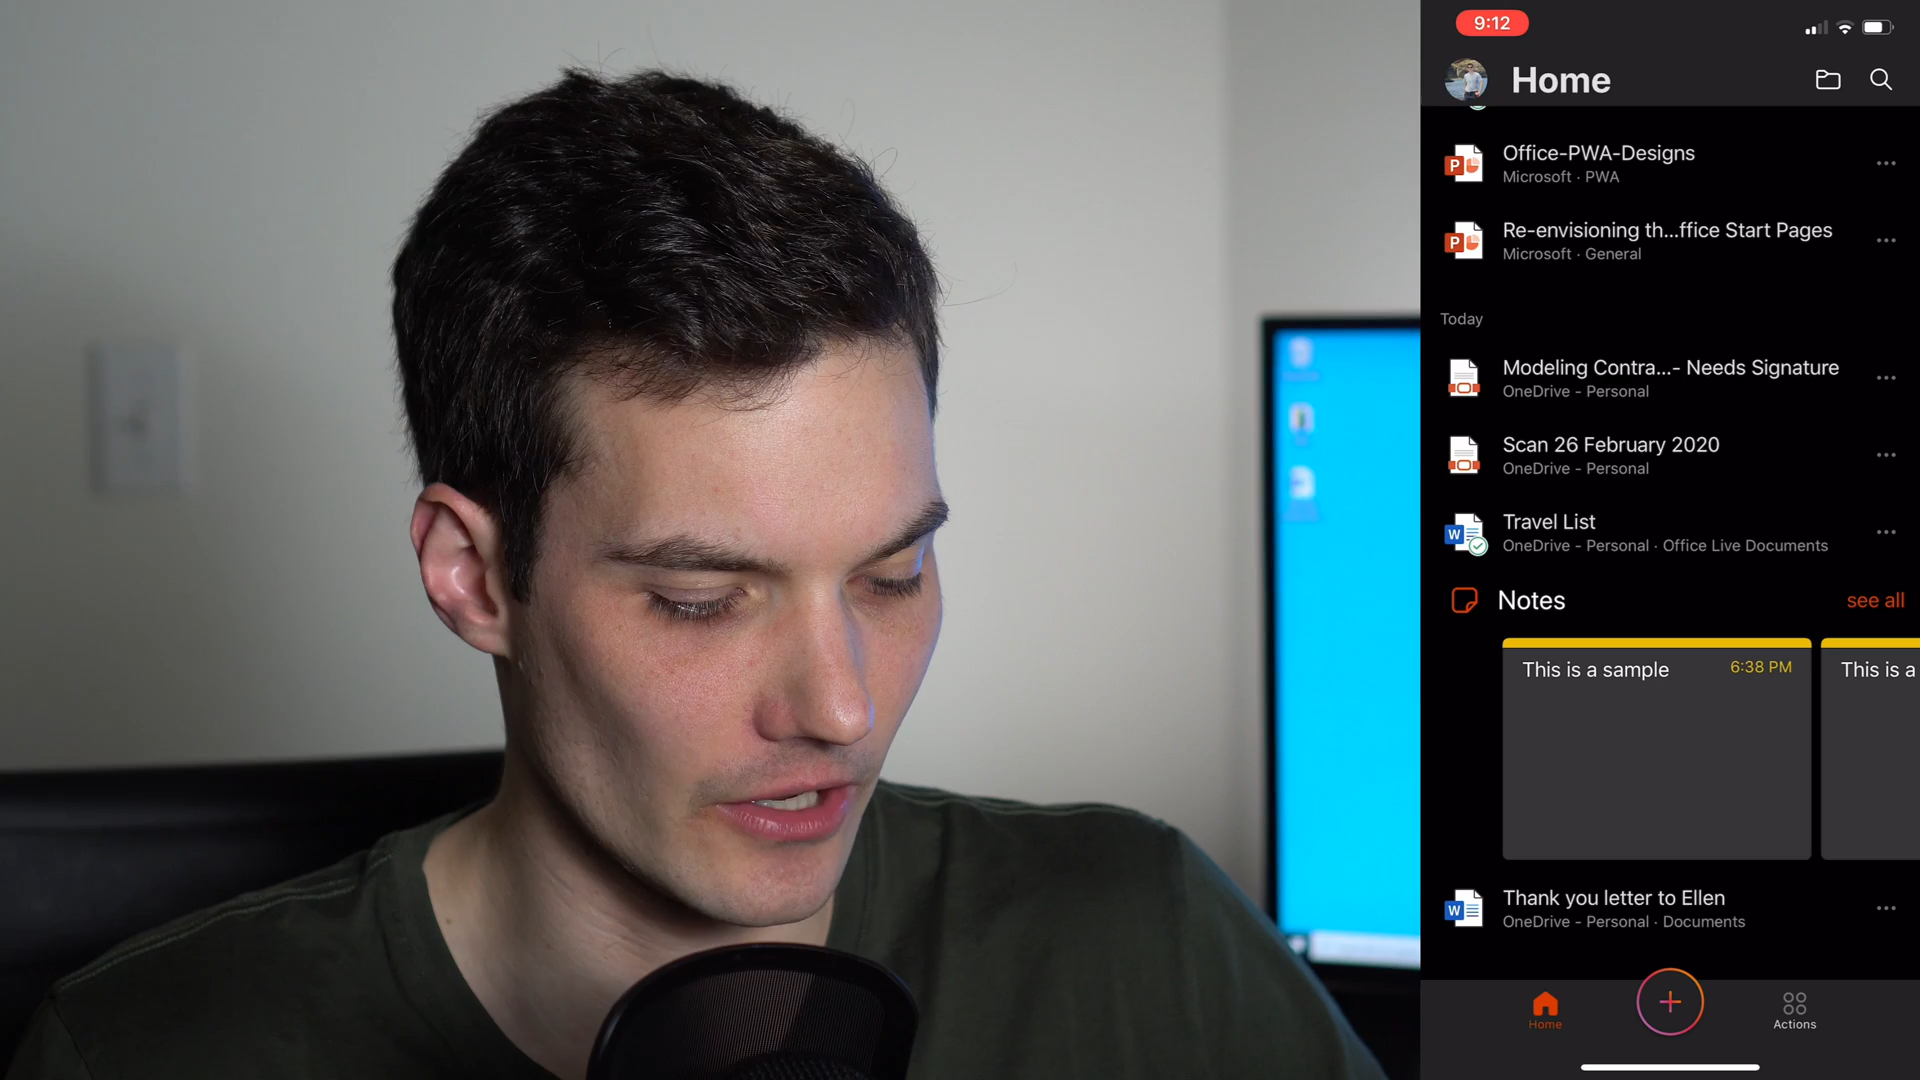 9:12
Home
Office-PWA-Designs
Microsoft · PWA
Re-envisioning th...ffice Start Pages
Microsoft · General
Today
Modeling Contra...- Needs Signature
OneDrive - Personal
Scan 26 February 2020
OneDrive - Personal
Travel List
OneDrive - Personal · Office Live Documents
Notes
see all
This is a sample
6:38 PM
This is a
Thank you letter to Ellen
OneDrive - Personal · Documents
Home
Actions